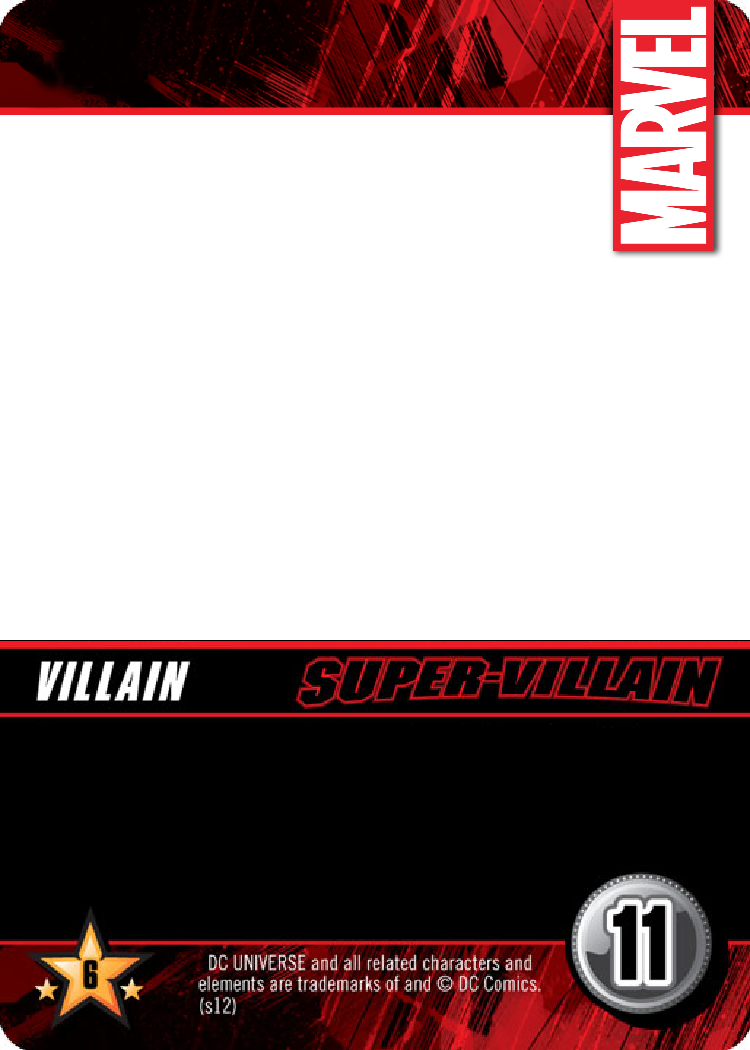 MARVEL
VILLAIN
SUPER-VILLAIN
6
DC UNIVERSE and all related characters and
elements are trademarks of and © DC Comics.
(s12)
11